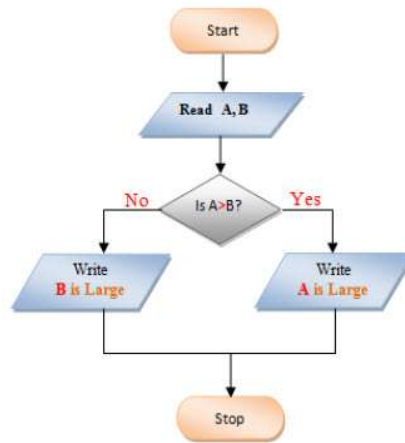 Start
Read A, B
Is A>B?
No
Yes
Write
B is Large
Write
A is Large
Stop